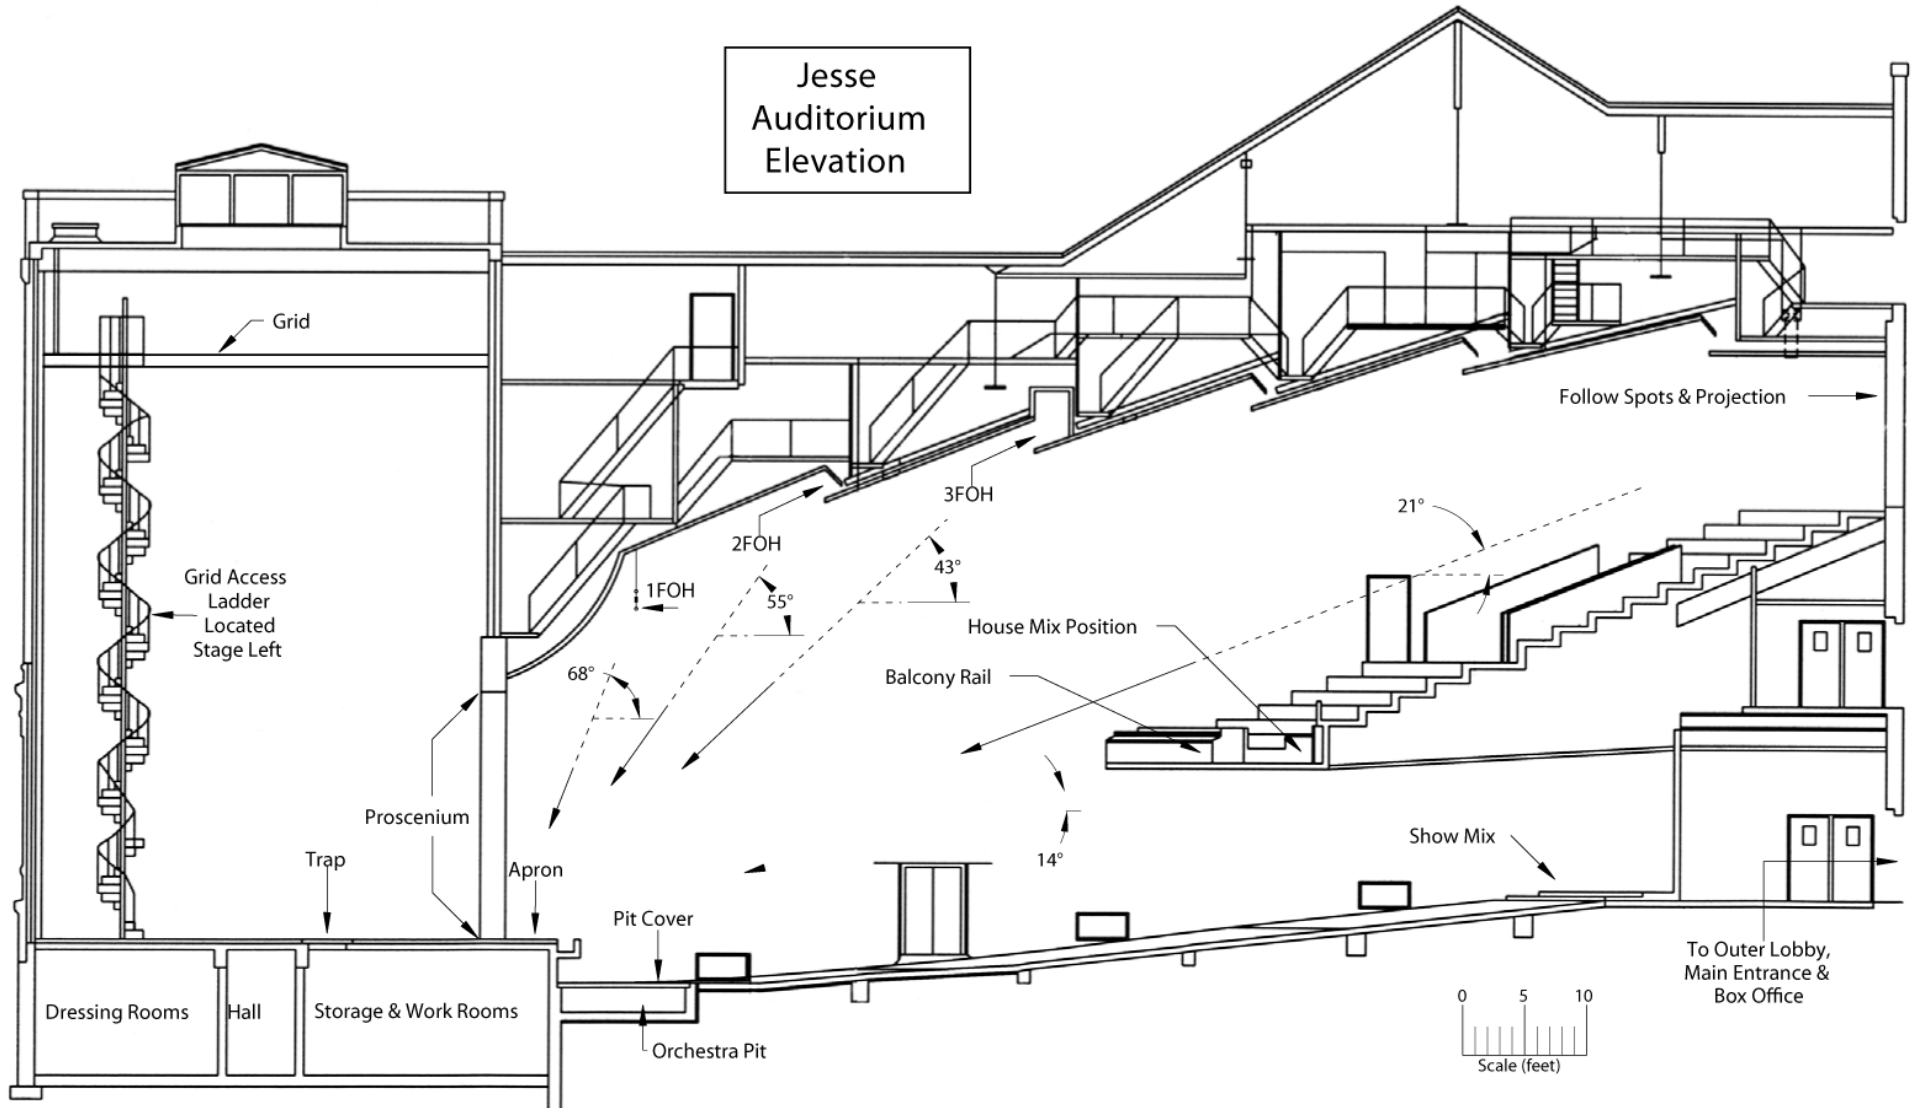 Jesse
Auditorium
Elevation
Grid
Follow Spots & Projection
3FOH
21°
2FOH
43°
Grid Access
Ladder
Located
Stage Left
1FOH
55°
House Mix Position
68°
Balcony Rail
Proscenium
Show Mix
14°
Trap
Apron
Pit Cover
To Outer Lobby,
Main Entrance &
Box Office
0 5 10
Scale (feet)
Dressing Rooms
Hall
Storage & Work Rooms
Orchestra Pit